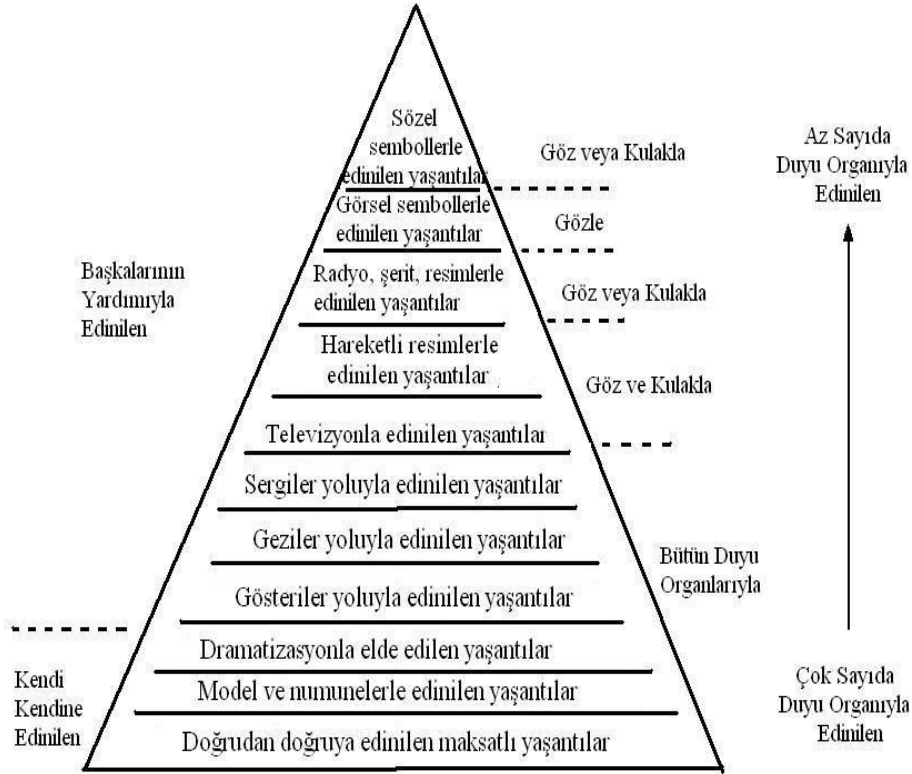 Sözel
sembollerle
edinilen yaşantılar
Göz veya Kulakla
Az Sayıda
Duyu Organıyla
Edinilen
Görsel sembollerle
edinilen yaşantılar
Gözle
Başkalarının
Yardımıyla
Edinilen
Radyo, şerit, resimlerle
edinilen yaşantılar
Göz veya Kulakla
Hareketli resimlerle
edinilen yaşantılar
Göz ve Kulakla
Televizyonla edinilen yaşantılar
Sergiler yoluyla edinilen yaşantılar
Geziler yoluyla edinilen yaşantılar
Bütün Duyu
Organlarıyla
Gösteriler yoluyla edinilen yaşantılar
Dramatizasyonla elde edilen yaşantılar
Kendi
Kendine
Edinilen
Model ve numunelerle edinilen yaşantılar
Çok Sayıda
Duyu Organıyla
Edinilen
Doğrudan doğruya edinilen maksatlı yaşantılar